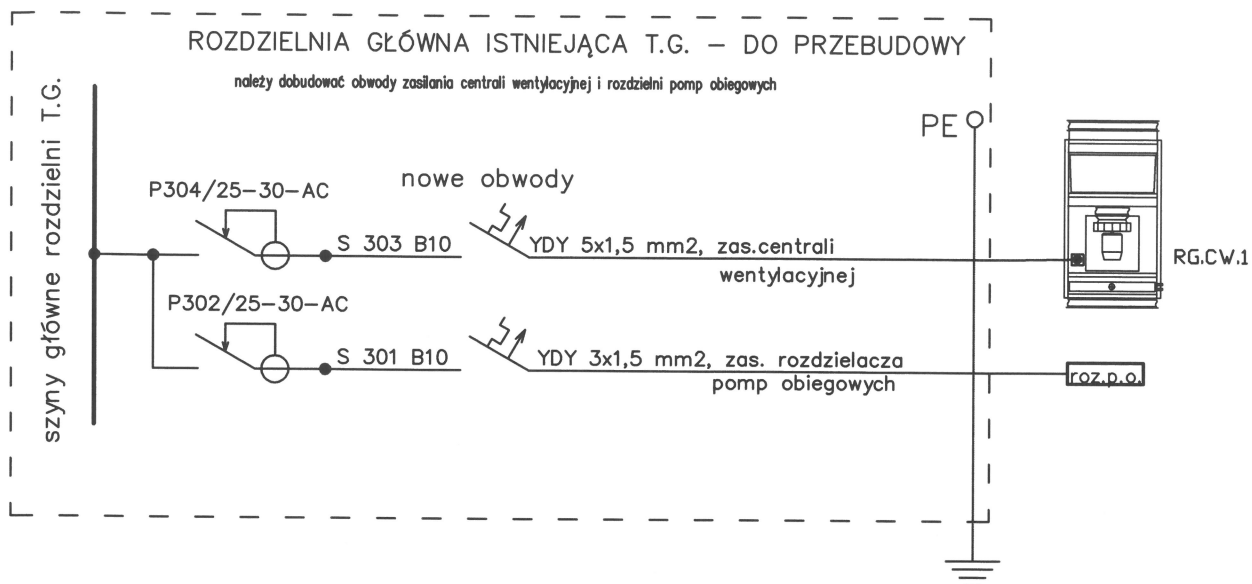 ROZDZIELNIA GŁÓWNA ISTNIEJĄCA T.G. – DO PRZEBUDOWY
należy dobudować obwody zasilania centrali wentylacyjnej i rozdzielni pomp obiegowych
szyny główne rozdzielni T.G.
PE
P304/25-30-AC
nowe obwody
S 303 B10
YDY 5x1,5 mm2, zas.centrali
wentylacyjnej
RG.CW.1
P302/25-30-AC
S 301 B10
YDY 3x1,5 mm2, zas. rozdzielacza
pomp obiegowych
roz.p.o.